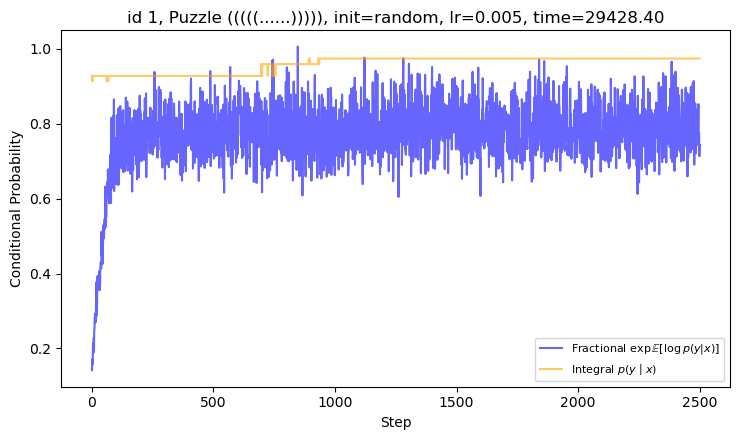 id 1, Puzzle (((((......))))), init=random, lr=0.005, time=29428.40
Conditional Probability
1.0
0.8
0.6
0.4
0.2
0
500
1000
1500
2000
2500
Step
Fractional exp𝔼[log p(y|x)]
Integral p(y | x)